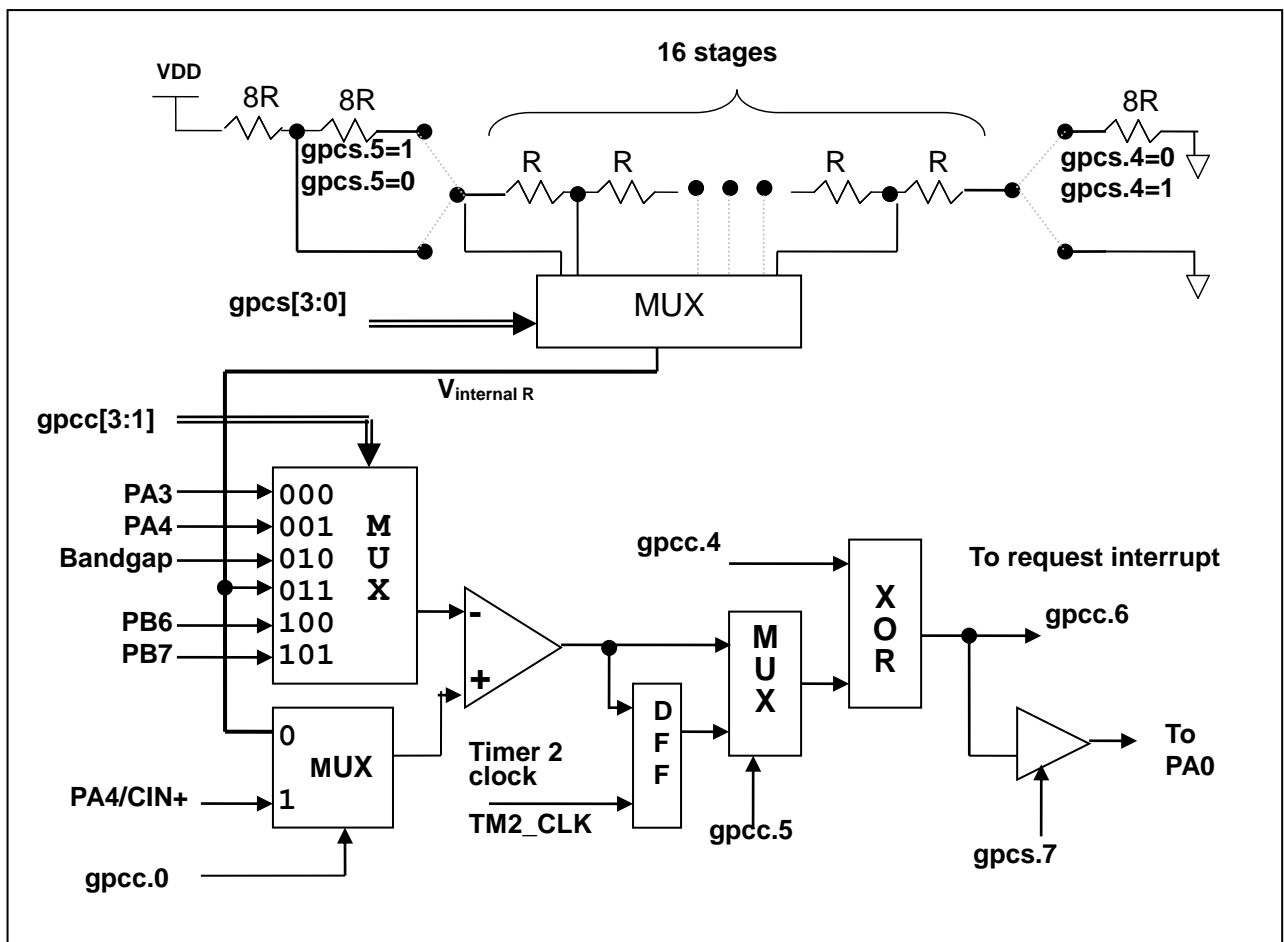 16 stages
VDD
8R
8R
8R
gpcs.5=1
gpcs.5=0
R
R
R
R
gpcs.4=0
gpcs.4=1
gpcs[3:0]
MUX
Vinternal R
gpcc[3:1]
PA3
000
PA4
001
Bandgap
010
011
PB6
100
PB7
101
M
U
X
-
+
0
MUX
PA4/CIN+
1
gpcc.0
Timer 2
clock
TM2_CLK
D
F
F
M
U
X
gpcc.5
gpcc.4
X
O
R
To request interrupt
gpcc.6
To
PA0
gpcs.7